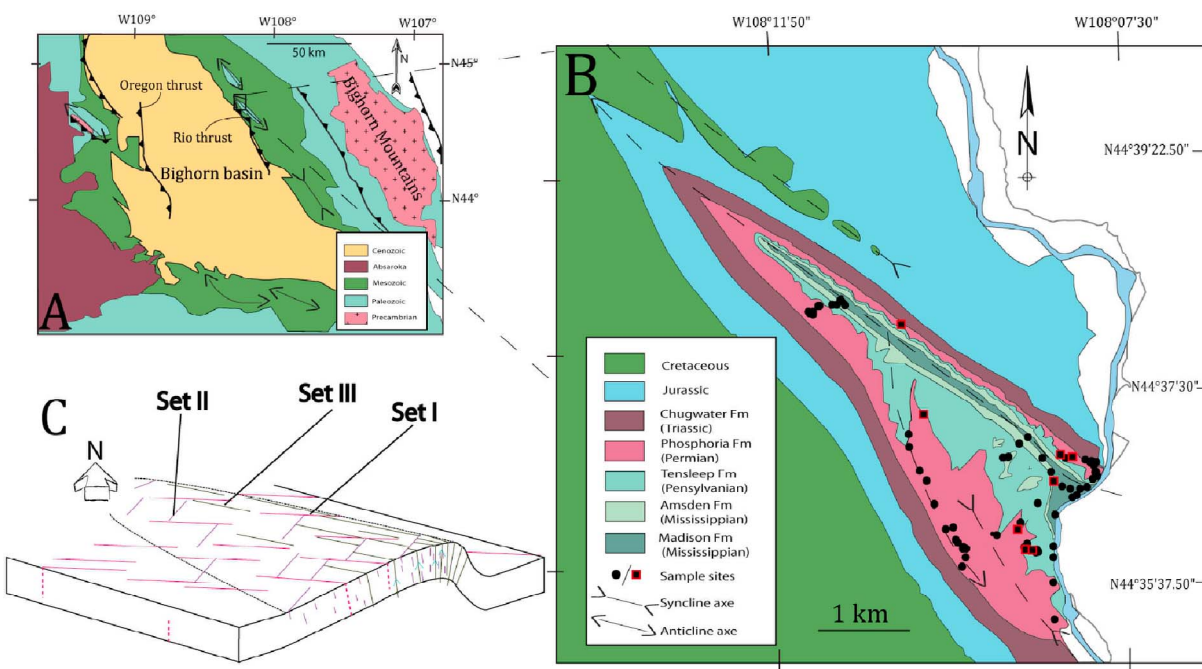 W109°
W108°
W107°
50 km
N
N45°
Oregon thrust
Rio thrust
Bighorn Mountains
Bighorn basin
N44°
Cenozoic
Absaroka
Mesozoic
Paleozoic
Precambrian
A
W108°11'50"
W108°07'30"
B
N
N44°39'22.50"
N44°37'30"
N44°35'37.50"
Cretaceous
Jurassic
Chugwater Fm
(Triassic)
Phosphoria Fm
(Permian)
Tensleep Fm
(Pensylvanian)
Amsden Fm
(Mississippian)
Madison Fm
(Mississippian)
Sample sites
Syncline axe
Anticline axe
1 km
C
N
Set II
Set III
Set I